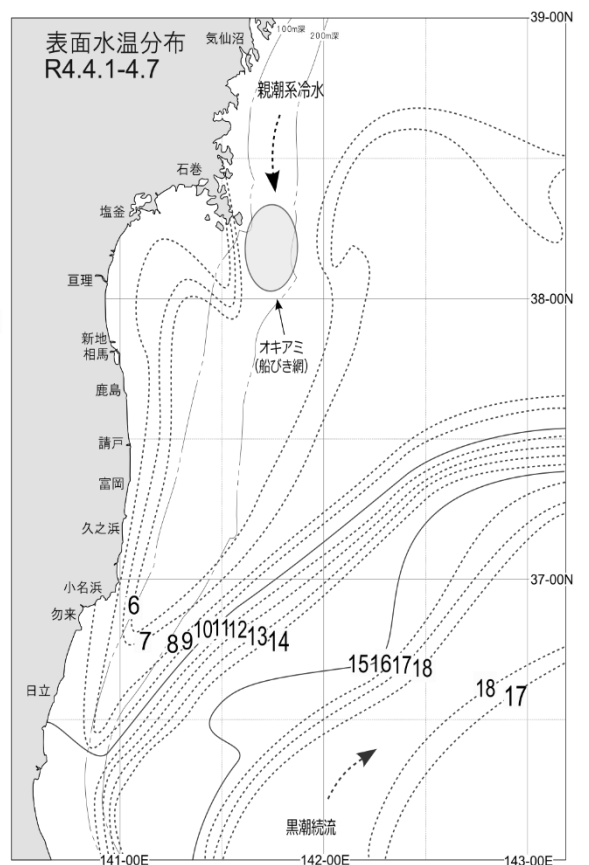 表面水温分布
R4.4.1-4.7
気仙沼
100m深
200m深
39-00N
親潮系冷水
石巻
塩釜
亘理
38-00N
オキアミ
(船びき網)
新地
相馬
鹿島
請戸
富岡
久之浜
37-00N
小名浜
勿来
6
7
8
9
10
11
12
13
14
15
16
17
18
18
17
日立
黒潮続流
141-00E
142-00E
143-00E